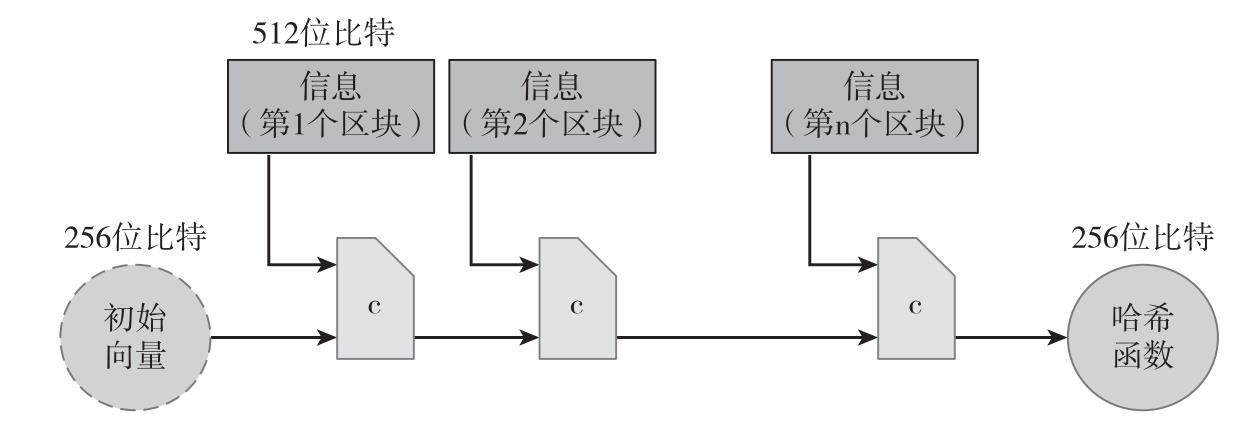 512位比特
信息
（第1个区块）
信息
（第2个区块）
信息
（第n个区块）
256位比特
初始
向量
c
c
c
256位比特
哈希
函数